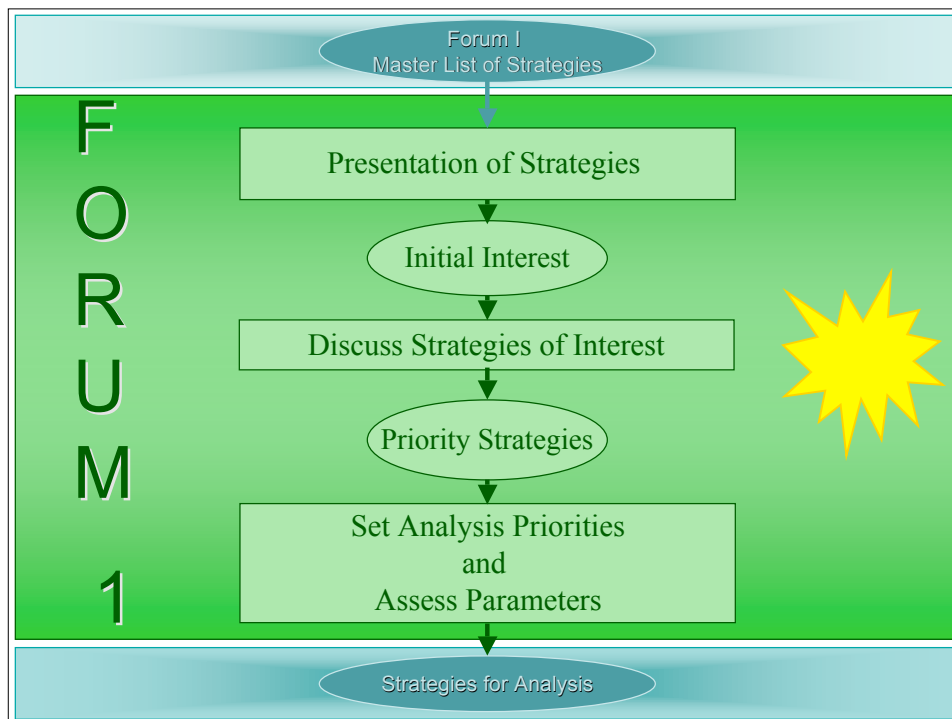 Forum I
Master List of Strategies
FORUM 1
Presentation of Strategies
Initial Interest
Discuss Strategies of Interest
Priority Strategies
Set Analysis Priorities
and
Assess Parameters
Strategies for Analysis